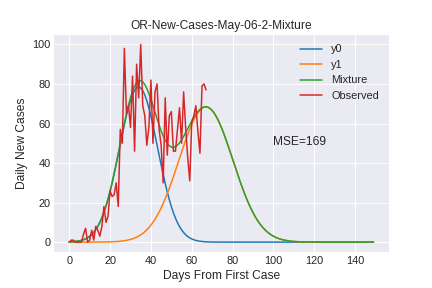 OR-New-Cases-May-06-2-Mixture
100
80
60
40
20
0
Daily New Cases
y0
y1
Mixture
Observed
MSE=169
0 20 40 60 80 100 120 140
Days From First Case